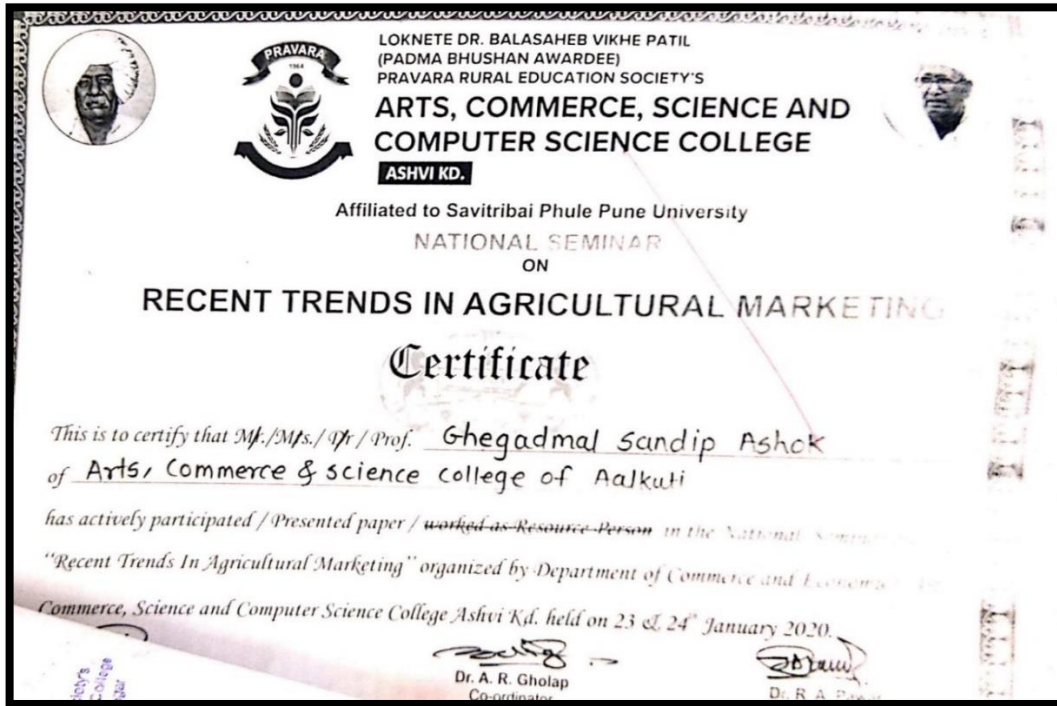 PRAVARA
1964
LOKNETE DR. BALASAHEB VIKHE PATIL
(PADMA BHUSHAN AWARDEE)
PRAVARA RURAL EDUCATION SOCIETY'S
ARTS, COMMERCE, SCIENCE AND
COMPUTER SCIENCE COLLEGE
ASHVI KD.
Affiliated to Savitribai Phule Pune University
NATIONAL SEMINAR
ON
RECENT TRENDS IN AGRICULTURAL MARKETING
Certificate
This is to certify that Mr./M/s./ Dr / Prof. Ghegadmal Sandip Ashok
of Arts, Commerce & science college of Aalkuti
has actively participated / Presented paper / worked as Resource Person in the National
"Recent Trends In Agricultural Marketing" organized by Department of Commerce and
Commerce, Science and Computer Science College Ashvi Kd. held on 23 & 24th January 2020.
Dr. A. R. Gholap
Co-ordinator
Dr. R. A. Pawar
College